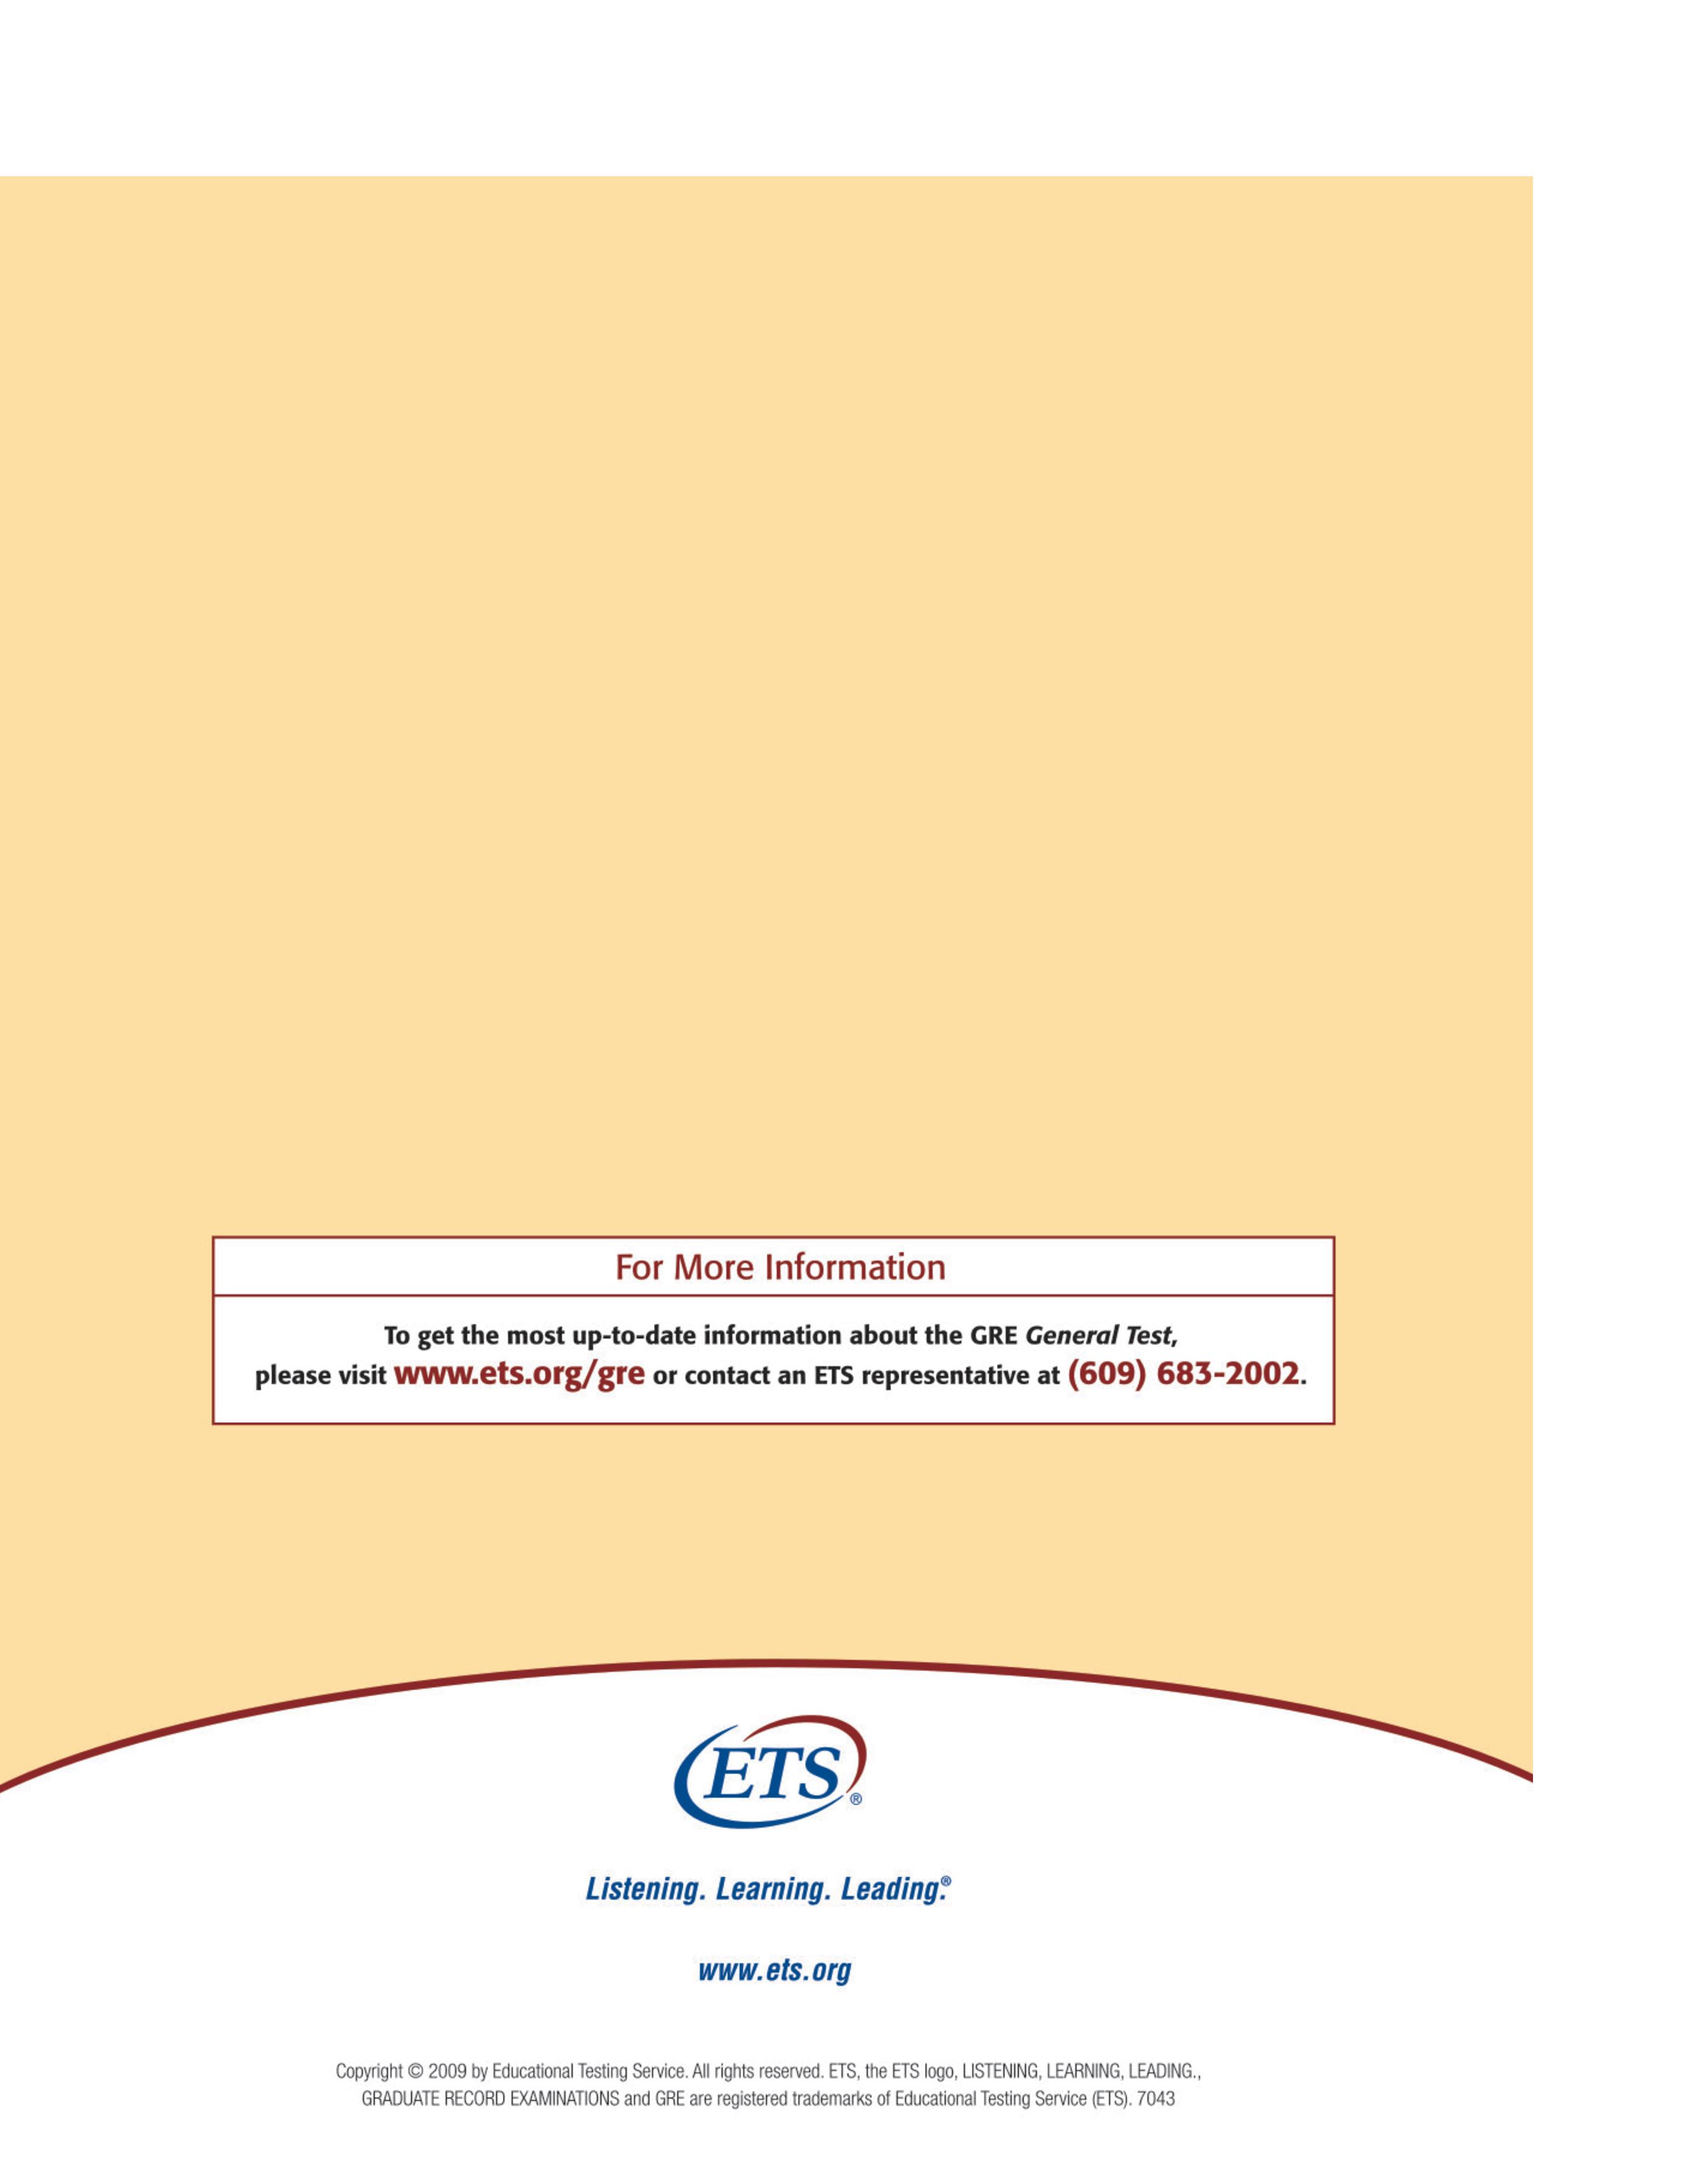 For More Information
To get the most up-to-date information about the GRE General Test,
please visit www.ets.org/gre or contact an ETS representative at (609) 683-2002.
ETS®
Listening. Learning. Leading.®
www.ets.org
Copyright © 2009 by Educational Testing Service. All rights reserved. ETS, the ETS logo, LISTENING, LEARNING, LEADING.,
GRADUATE RECORD EXAMINATIONS and GRE are registered trademarks of Educational Testing Service (ETS). 7043